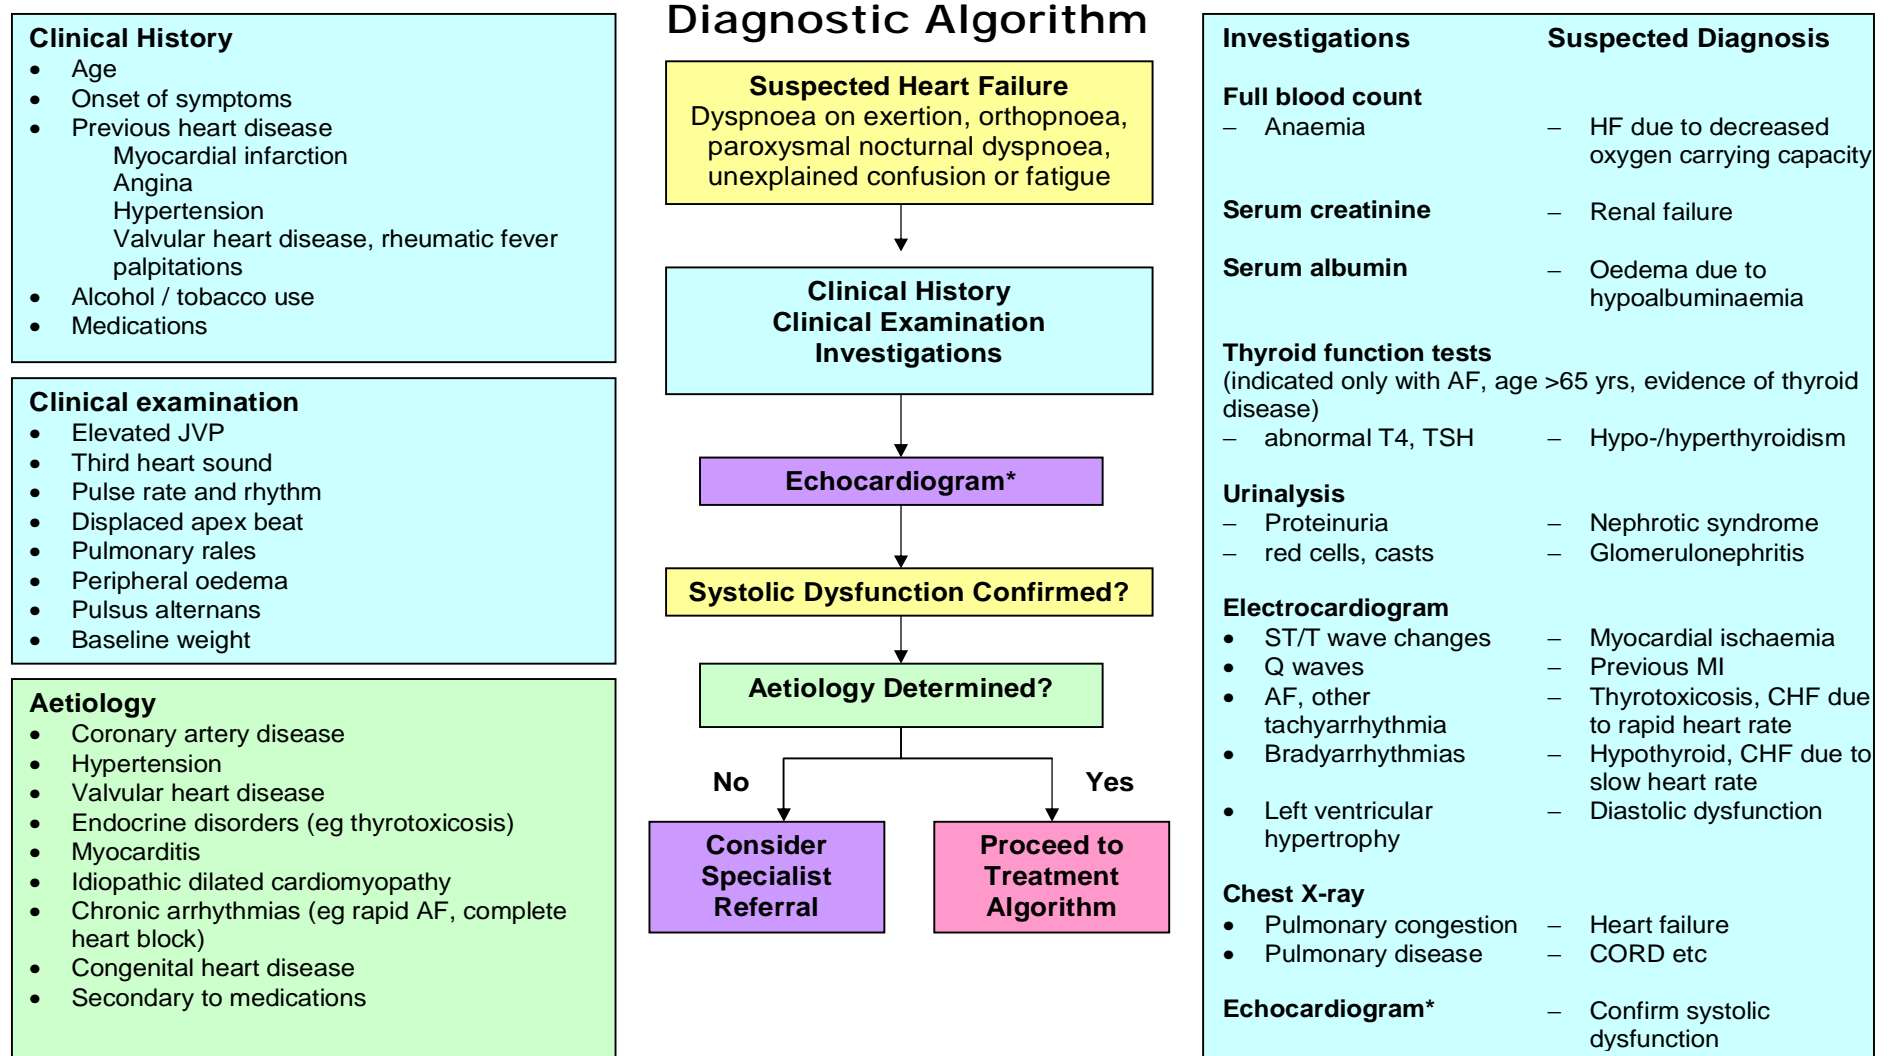 Diagnostic Algorithm
Clinical History
• Age
• Onset of symptoms
• Previous heart disease
Myocardial infarction
Angina
Hypertension
Valvular heart disease, rheumatic fever
palpitations
• Alcohol / tobacco use
• Medications
Clinical examination
• Elevated JVP
• Third heart sound
• Pulse rate and rhythm
• Displaced apex beat
• Pulmonary rales
• Peripheral oedema
• Pulsus alternans
• Baseline weight
Aetiology
• Coronary artery disease
• Hypertension
• Valvular heart disease
• Endocrine disorders (eg thyrotoxicosis)
• Myocarditis
• Idiopathic dilated cardiomyopathy
• Chronic arrhythmias (eg rapid AF, complete
heart block)
• Congenital heart disease
• Secondary to medications
Suspected Heart Failure
Dyspnoea on exertion, orthopnoea,
paroxysmal nocturnal dyspnoea,
unexplained confusion or fatigue
Clinical History
Clinical Examination
Investigations
Echocardiogram*
Systolic Dysfunction Confirmed?
Aetiology Determined?
No Yes
Consider
Specialist
Referral
Proceed to
Treatment
Algorithm
Investigations Suspected Diagnosis
Full blood count
– Anaemia – HF due to decreased
oxygen carrying capacity
Serum creatinine – Renal failure
Serum albumin – Oedema due to
hypoalbuminaemia
Thyroid function tests
(indicated only with AF, age >65 yrs, evidence of thyroid
disease)
– abnormal T4, TSH – Hypo-/hyperthyroidism
Urinalysis
– Proteinuria – Nephrotic syndrome
– red cells, casts – Glomerulonephritis
Electrocardiogram
• ST/T wave changes – Myocardial ischaemia
• Q waves – Previous MI
• AF, other – Thyrotoxicosis, CHF due
tachyarrhythmia to rapid heart rate
• Bradyarrhythmias – Hypothyroid, CHF due to
slow heart rate
• Left ventricular – Diastolic dysfunction
hypertrophy
Chest X-ray
• Pulmonary congestion – Heart failure
• Pulmonary disease – CORD etc
Echocardiogram* – Confirm systolic
dysfunction